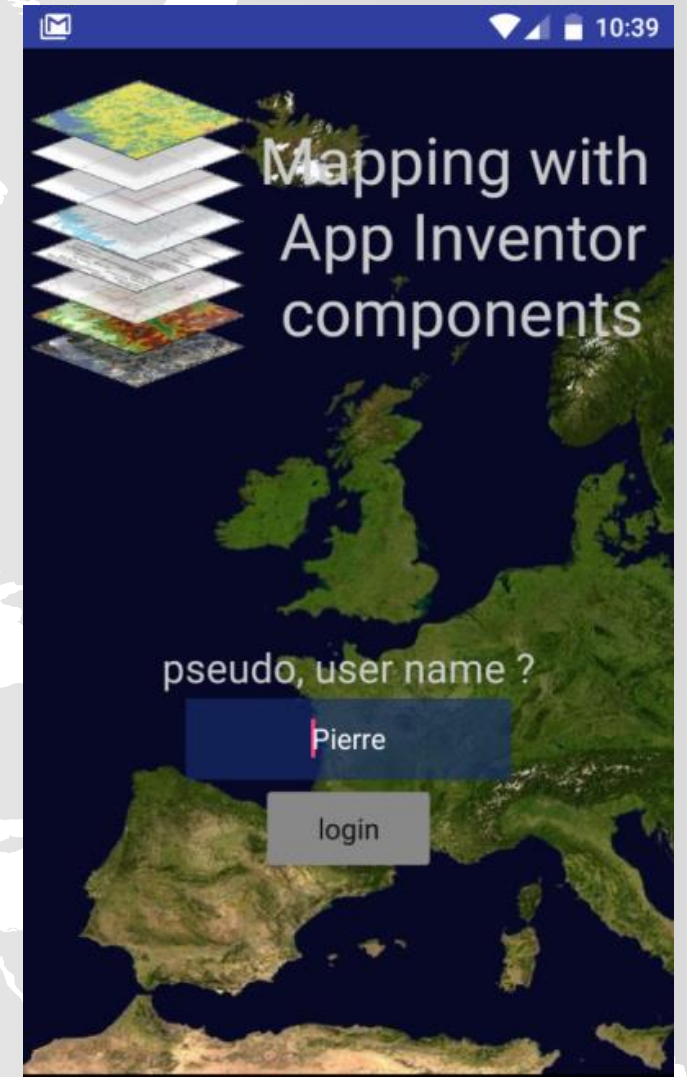 10:39
Mapping with
App Inventor
components
pseudo, user name ?
Pierre
login